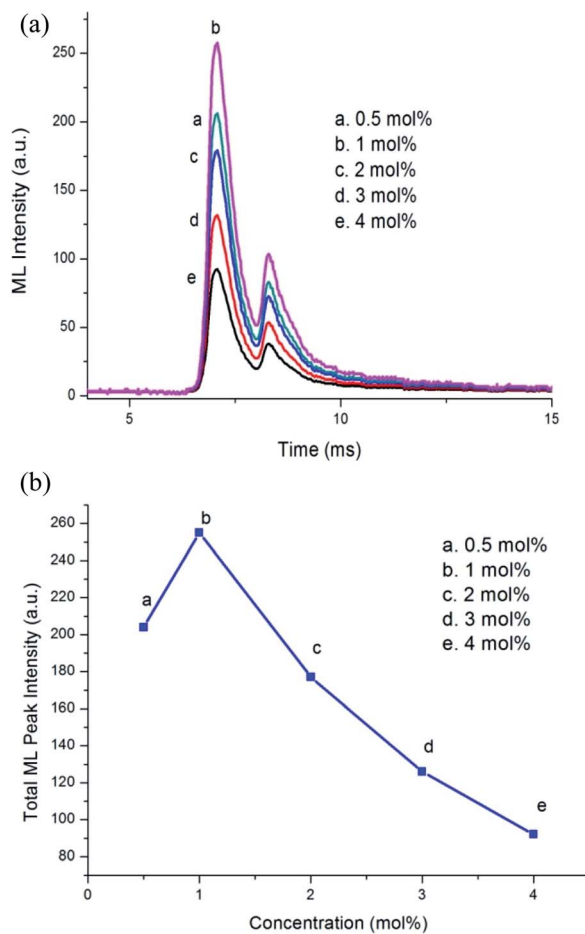 (a)
b
250
200
150
100
50
0
ML Intensity (a.u.)
a
c
d
e
a. 0.5 mol%
b. 1 mol%
c. 2 mol%
d. 3 mol%
e. 4 mol%
5
10
15
Time (ms)
(b)
260
240
220
200
180
160
140
120
100
80
Total ML Peak Intensity (a.u.)
a
b
c
d
e
a. 0.5 mol%
b. 1 mol%
c. 2 mol%
d. 3 mol%
e. 4 mol%
0
1
2
3
4
Concentration (mol%)